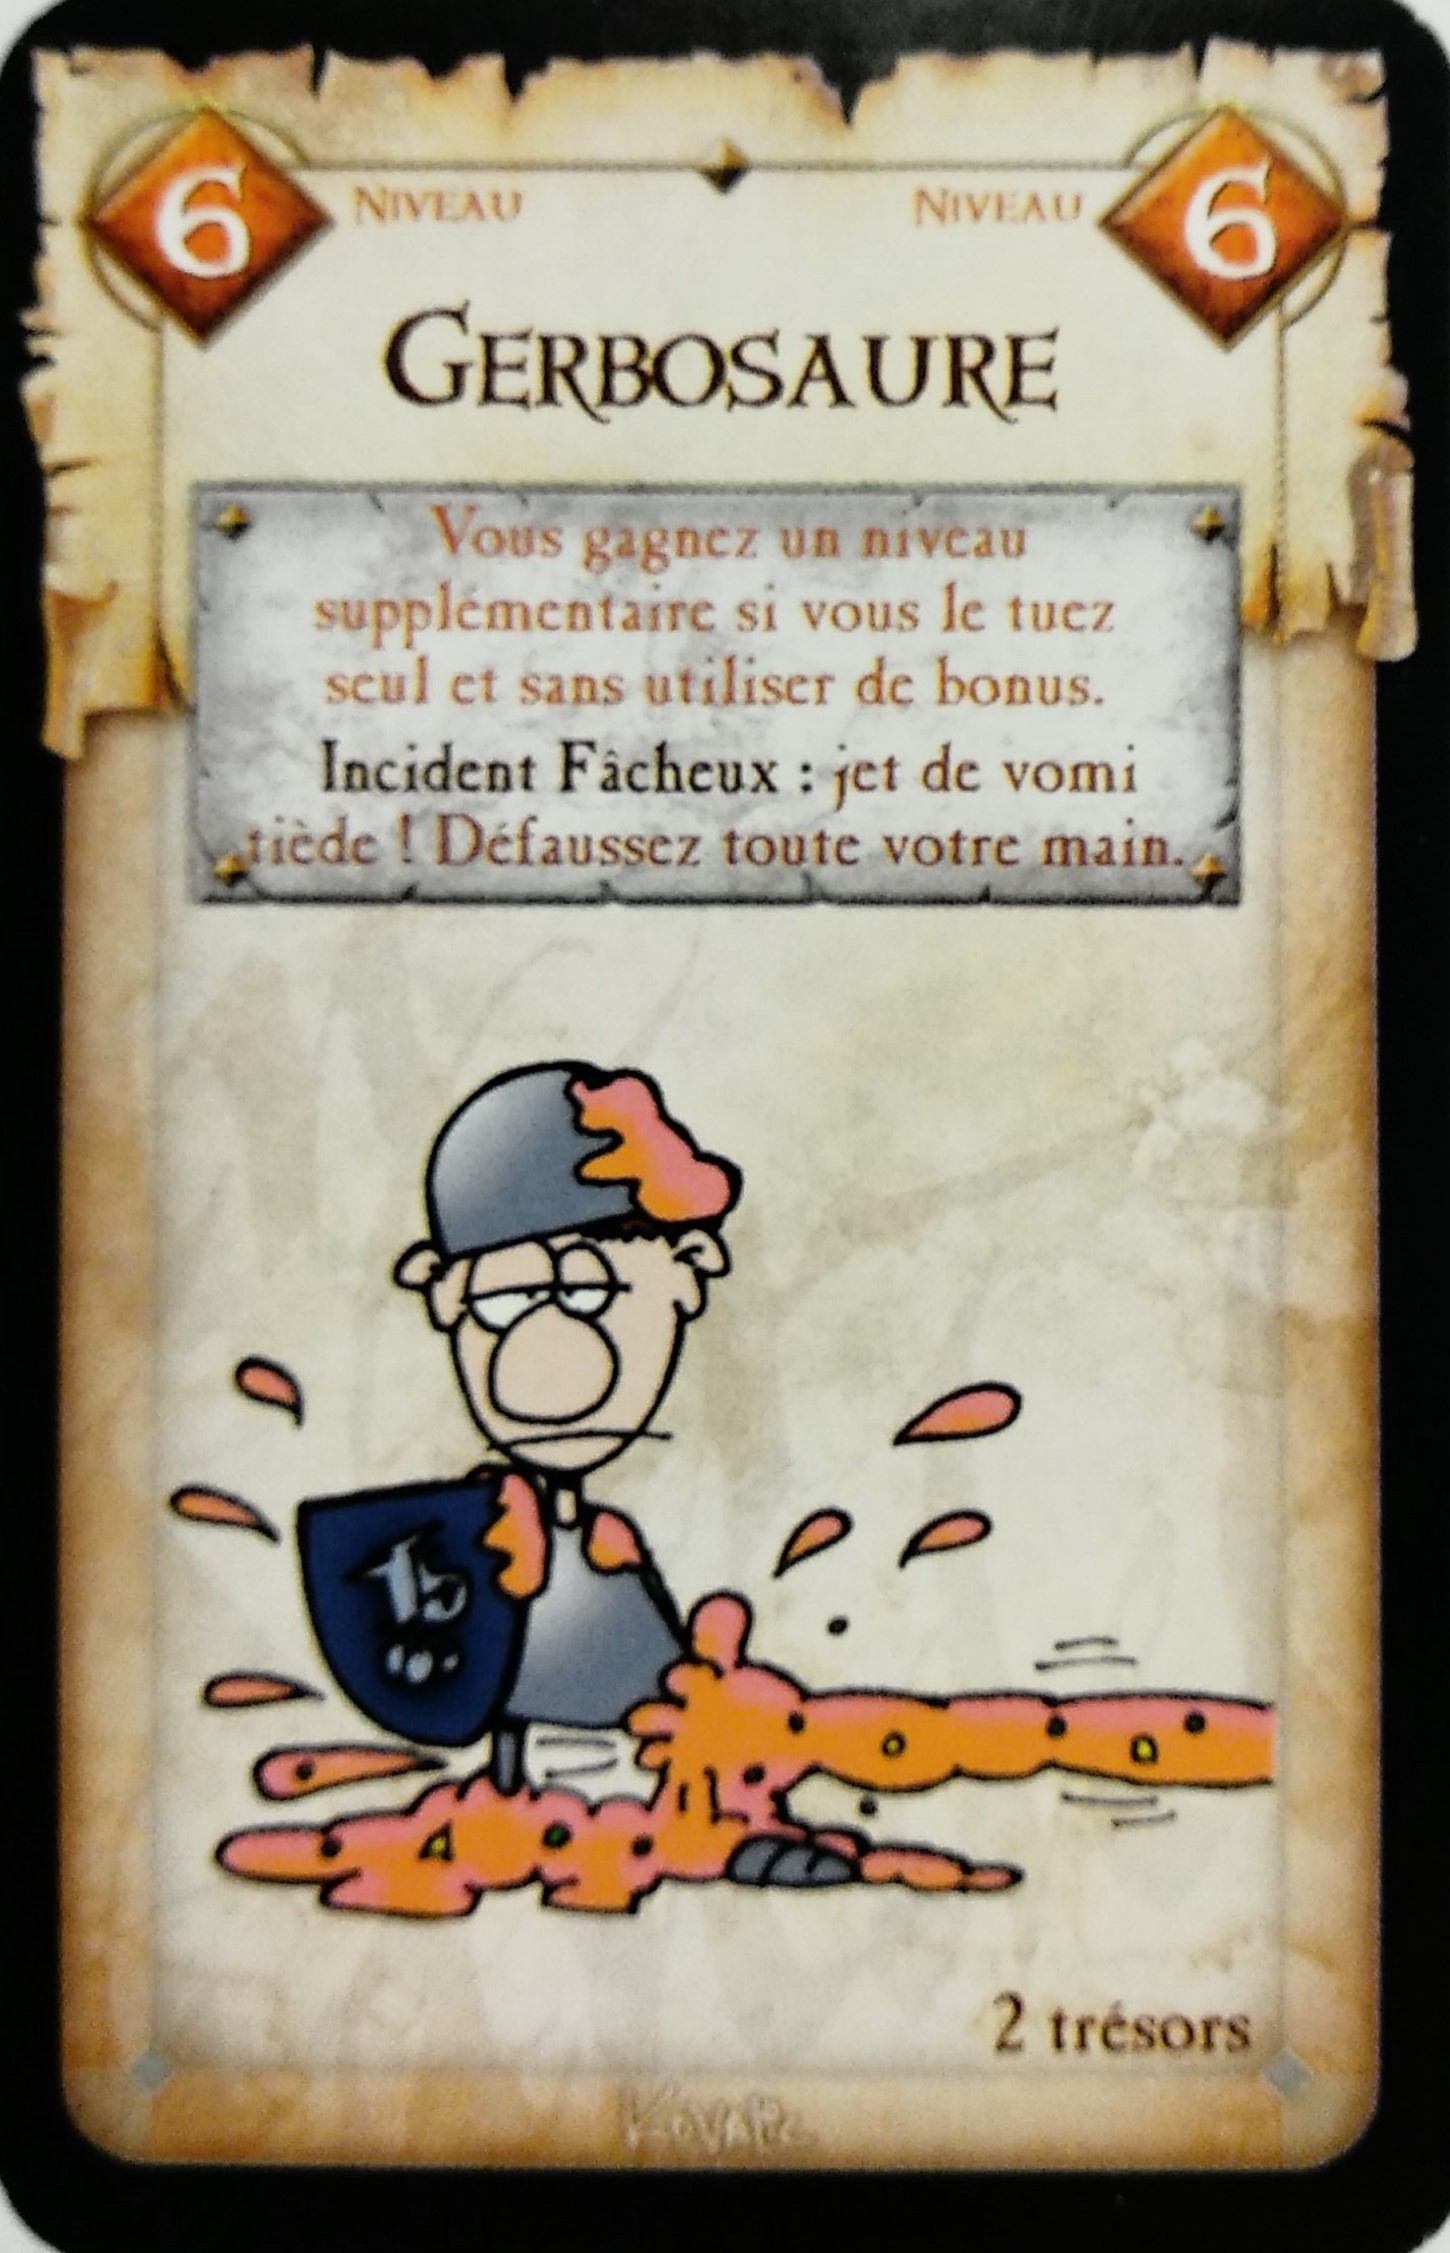 6 NIVEAU NIVEAU 6
GERBOSAURE
Vous gagnez un niveau
supplémentaire si vous le tuez
seul et sans utiliser de bonus.
Incident Fâcheux : jet de vomi
tiède ! Défaussez toute votre main.
2 trésors
KOVALIC